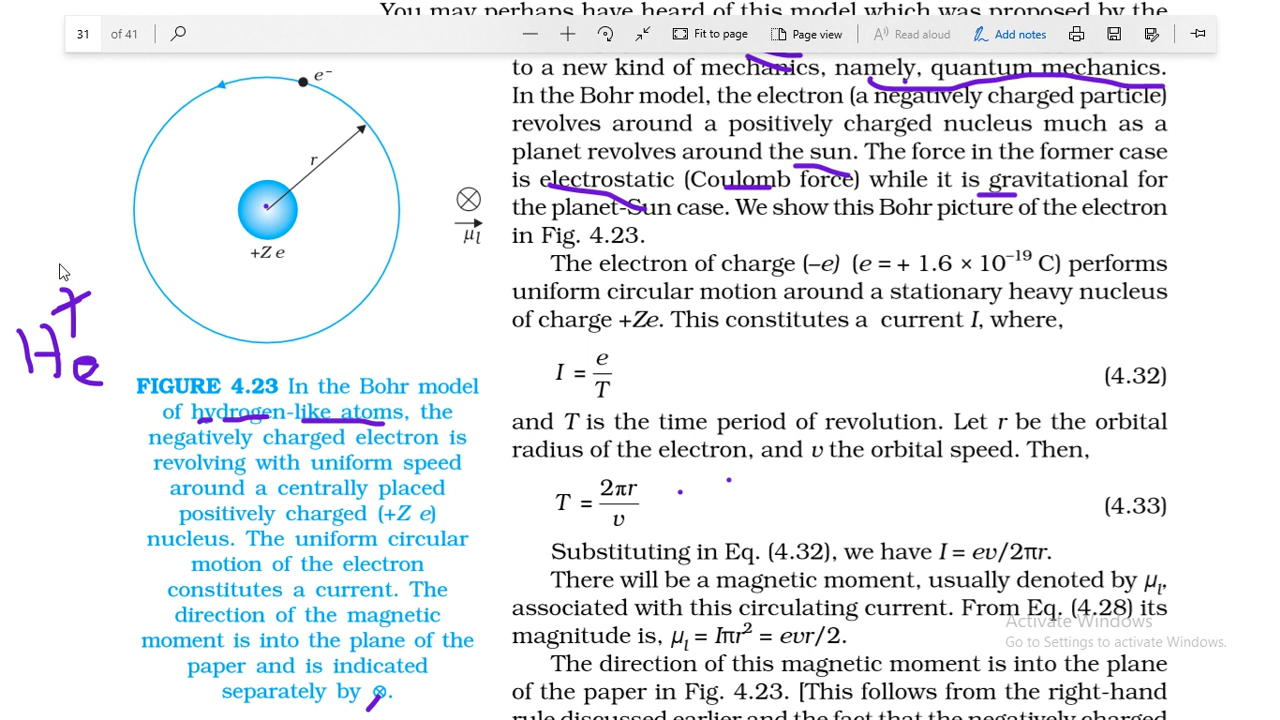 You may perhaps have heard of this model which was proposed by the
31 of 41
Fit to page
Page view
Read aloud
Add notes
to a new kind of mechanics, namely, quantum mechanics.
In the Bohr model, the electron (a negatively charged particle)
revolves around a positively charged nucleus much as a
planet revolves around the sun. The force in the former case
is electrostatic (Coulomb force) while it is gravitational for
the planet-Sun case. We show this Bohr picture of the electron
in Fig. 4.23.
The electron of charge (–e) (e = + 1.6 × 10⁻¹⁹ C) performs
uniform circular motion around a stationary heavy nucleus
of charge +Ze. This constitutes a current I, where,
I = e/T (4.32)
and T is the time period of revolution. Let r be the orbital
radius of the electron, and v the orbital speed. Then,
T = 2πr/v (4.33)
Substituting in Eq. (4.32), we have I = ev/2πr.
There will be a magnetic moment, usually denoted by μₗ,
associated with this circulating current. From Eq. (4.28) its
magnitude is, μₗ = Iπr² = evr/2.
The direction of this magnetic moment is into the plane
of the paper in Fig. 4.23. [This follows from the right-hand
rule discussed earlier and the fact that the negatively charged
e⁻
r
+Z e
⊗
μₗ
He⁺
FIGURE 4.23 In the Bohr model
of hydrogen-like atoms, the
negatively charged electron is
revolving with uniform speed
around a centrally placed
positively charged (+Z e)
nucleus. The uniform circular
motion of the electron
constitutes a current. The
direction of the magnetic
moment is into the plane of the
paper and is indicated
separately by ⊗.
Activate Windows
Go to Settings to activate Windows.